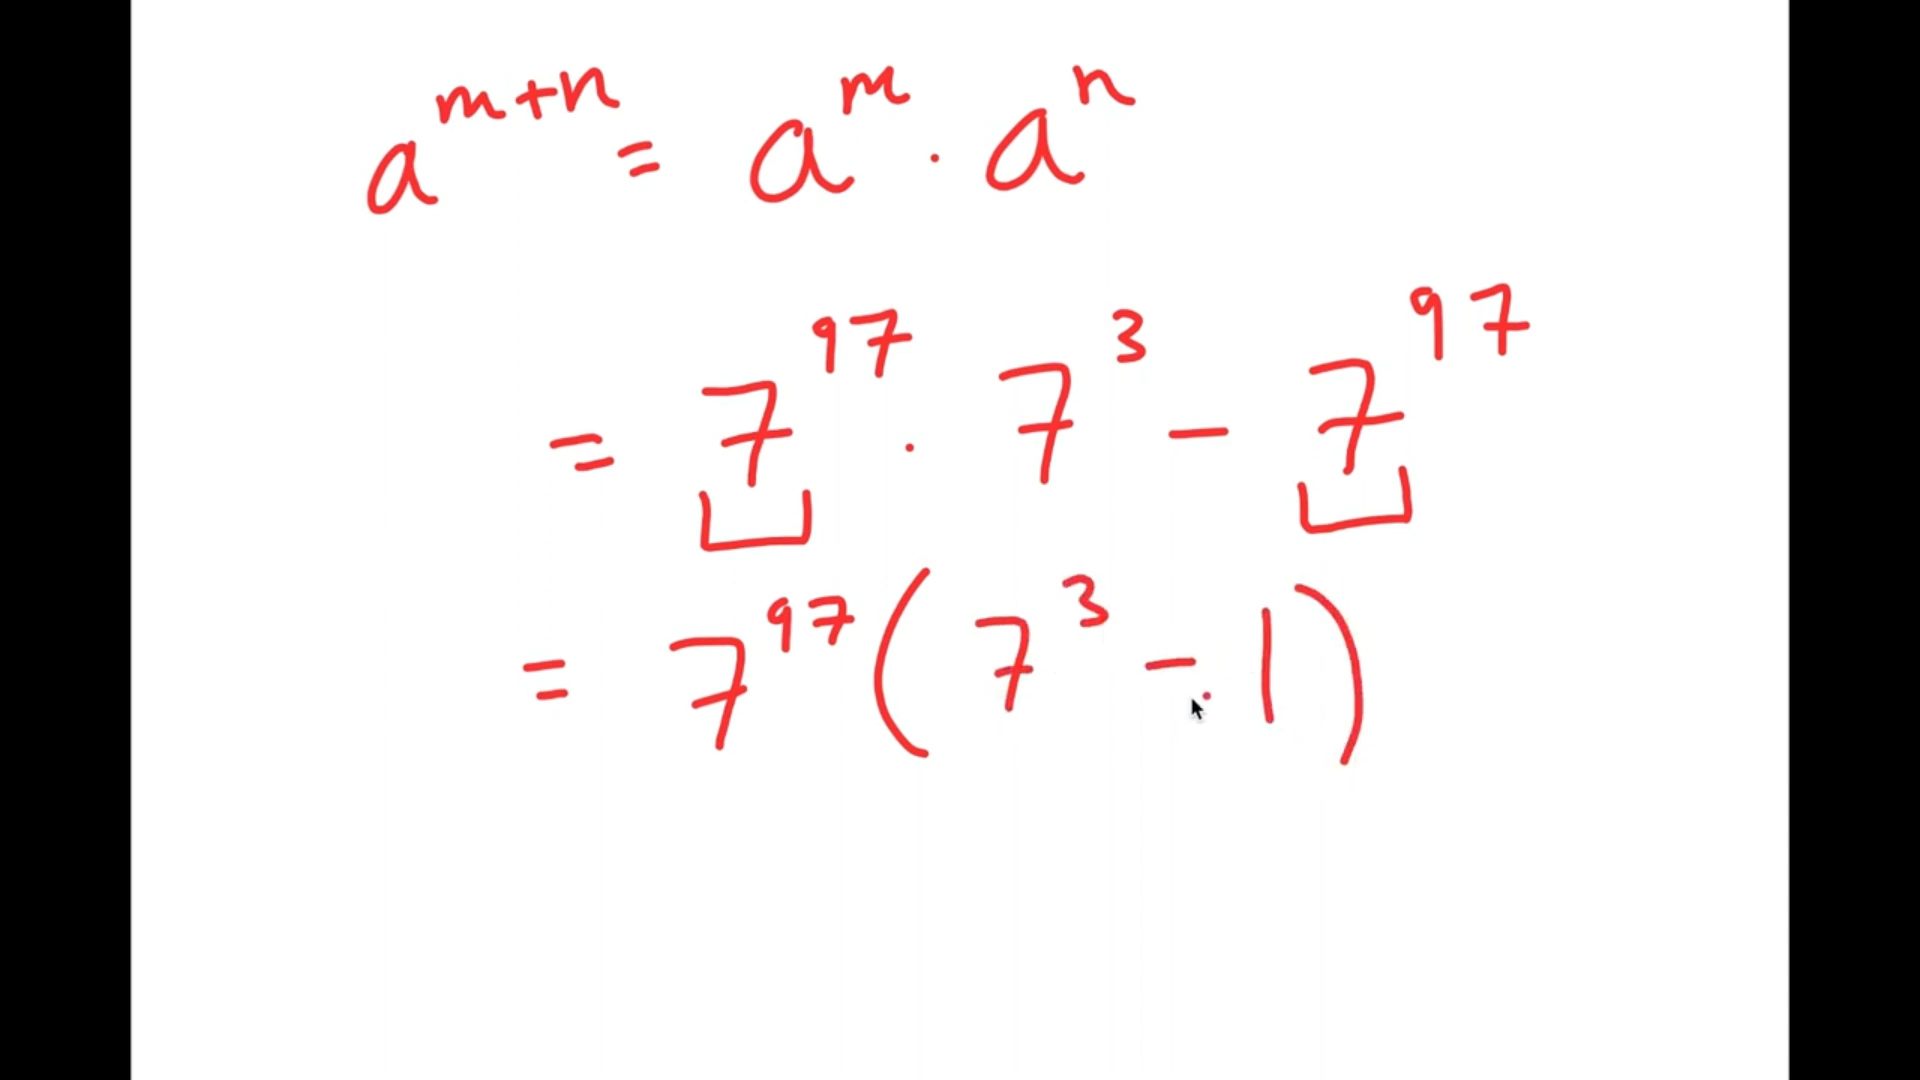 a^{m+n} = a^m · a^n
= 7^{97} · 7^3 - 7^{97}
= 7^{97} ( 7^3 - 1 )